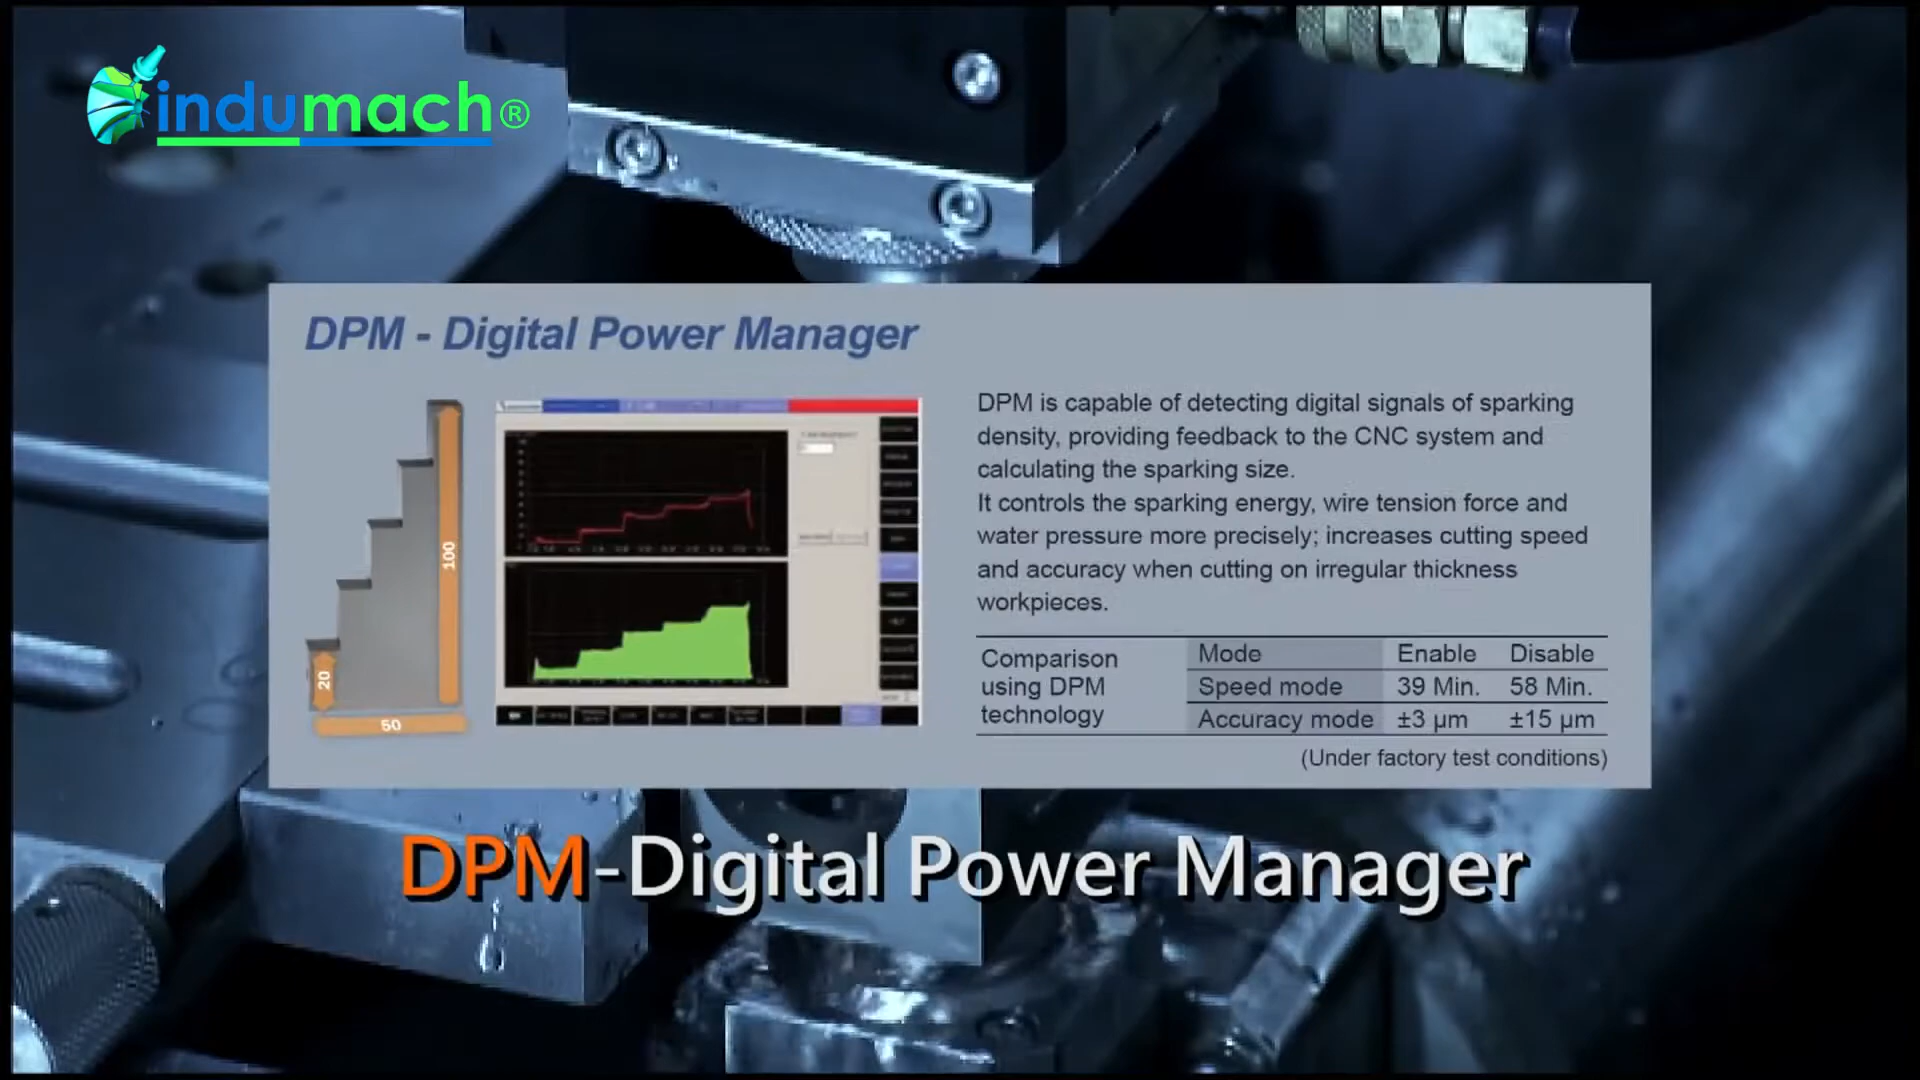 indumach®
DPM - Digital Power Manager
100
20
50
DPM is capable of detecting digital signals of sparking
density, providing feedback to the CNC system and
calculating the sparking size.
It controls the sparking energy, wire tension force and
water pressure more precisely; increases cutting speed
and accuracy when cutting on irregular thickness
workpieces.
Comparison
using DPM
technology
Mode Enable Disable
Speed mode 39 Min. 58 Min.
Accuracy mode ±3 µm ±15 µm
(Under factory test conditions)
DPM-Digital Power Manager